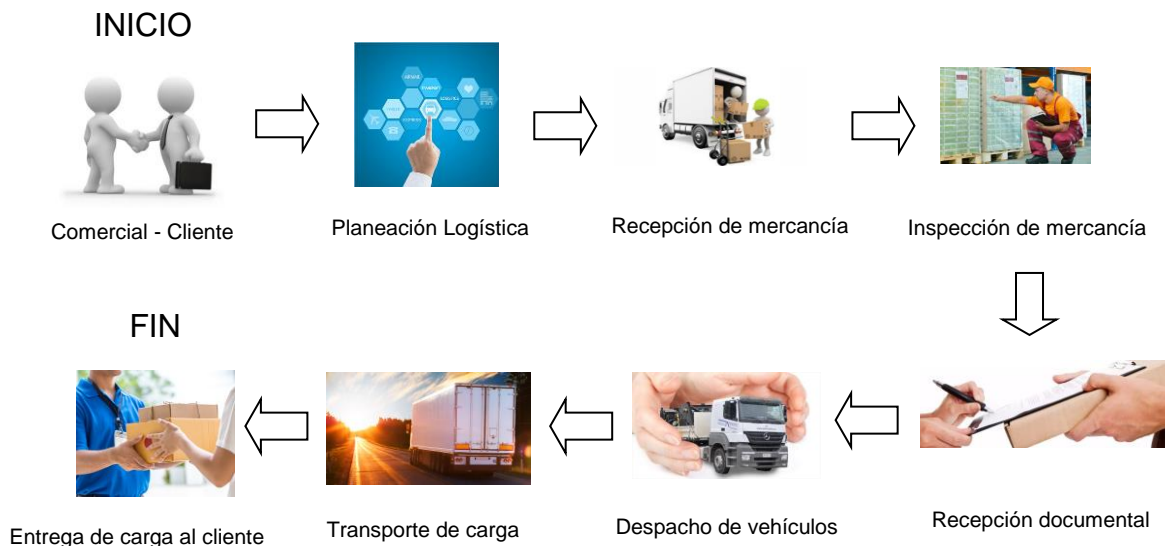 INICIO
Comercial - Cliente
Planeación Logística
Recepción de mercancía
Inspección de mercancía
FIN
Entrega de carga al cliente
Transporte de carga
Despacho de vehículos
Recepción documental